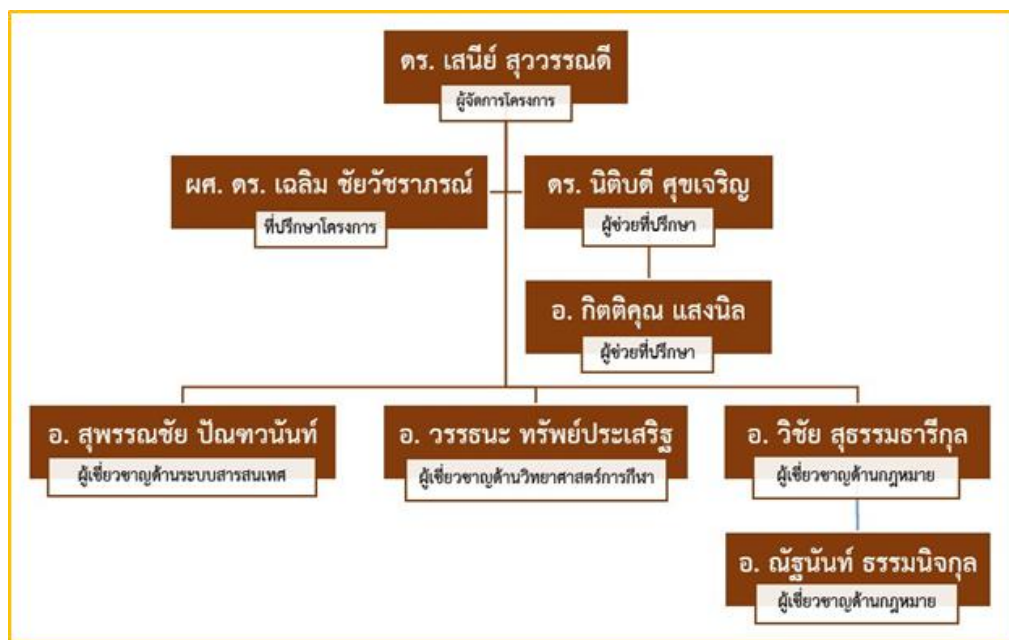 ดร. เสนีย์ สุววรรณดี
ผู้จัดการโครงการ
ผศ. ดร. เฉลิม ชัยวัชราภรณ์
ที่ปรึกษาโครงการ
ดร. นิติบดี ศุขเจริญ
ผู้ช่วยที่ปรึกษา
อ. กิตติคุณ แสงนิล
ผู้ช่วยที่ปรึกษา
อ. สุพรรณชัย ปัณฑวนันท์
ผู้เชี่ยวชาญด้านระบบสารสนเทศ
อ. วรรธนะ ทรัพย์ประเสริฐ
ผู้เชี่ยวชาญด้านวิทยาศาสตร์การกีฬา
อ. วิชัย สุธรรมธารีกุล
ผู้เชี่ยวชาญด้านกฎหมาย
อ. ณัฐนันท์ ธรรมนิจกุล
ผู้เชี่ยวชาญด้านกฎหมาย